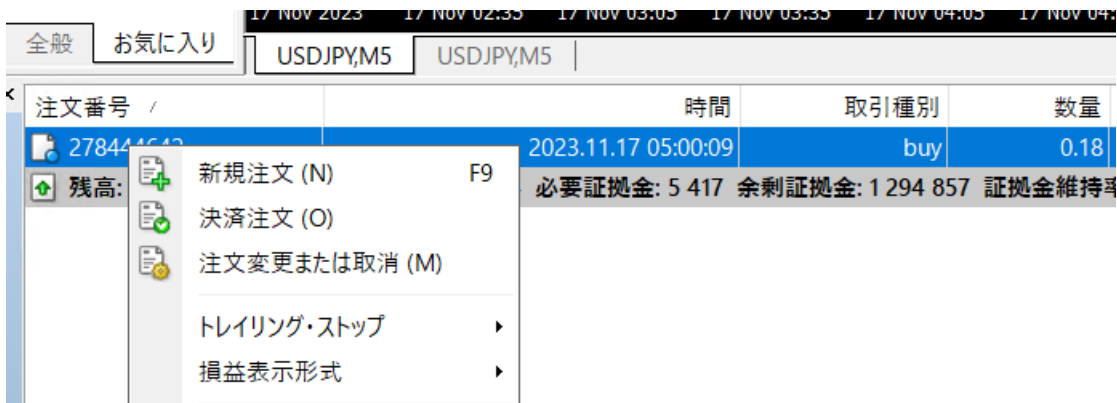 17 Nov 2023 17 Nov 02:35 17 Nov 03:05 17 Nov 03:35 17 Nov 04:05 17 Nov 04:
全般 お気に入り
USDJPY,M5 USDJPY,M5
注文番号 / 時間 取引種別 数量
278444642 2023.11.17 05:00:09 buy 0.18
残高: 必要証拠金: 5 417 余剰証拠金: 1 294 857 証拠金維持率
新規注文 (N) F9
決済注文 (O)
注文変更または取消 (M)
トレイリング・ストップ
損益表示形式